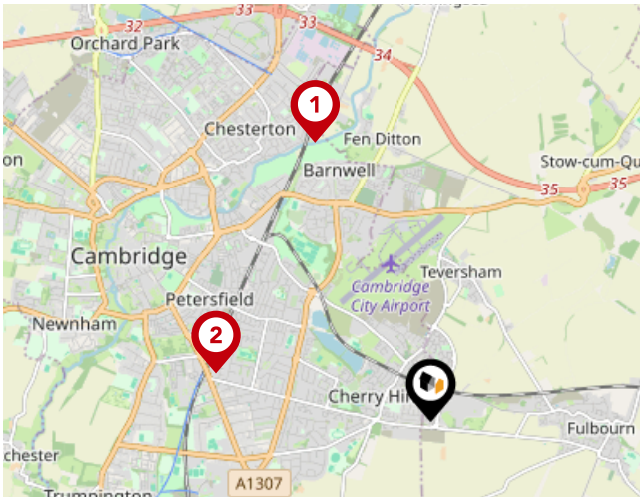 33
32
33
Orchard Park
34
1
Chesterton
Fen Ditton
on
Barnwell
Stow-cum-Qu
35
35
Cambridge
Teversham
Cambridge
City Airport
Petersfield
Newnham
2
Cherry Hi
Fulbourn
chester
A1307
Trumpington